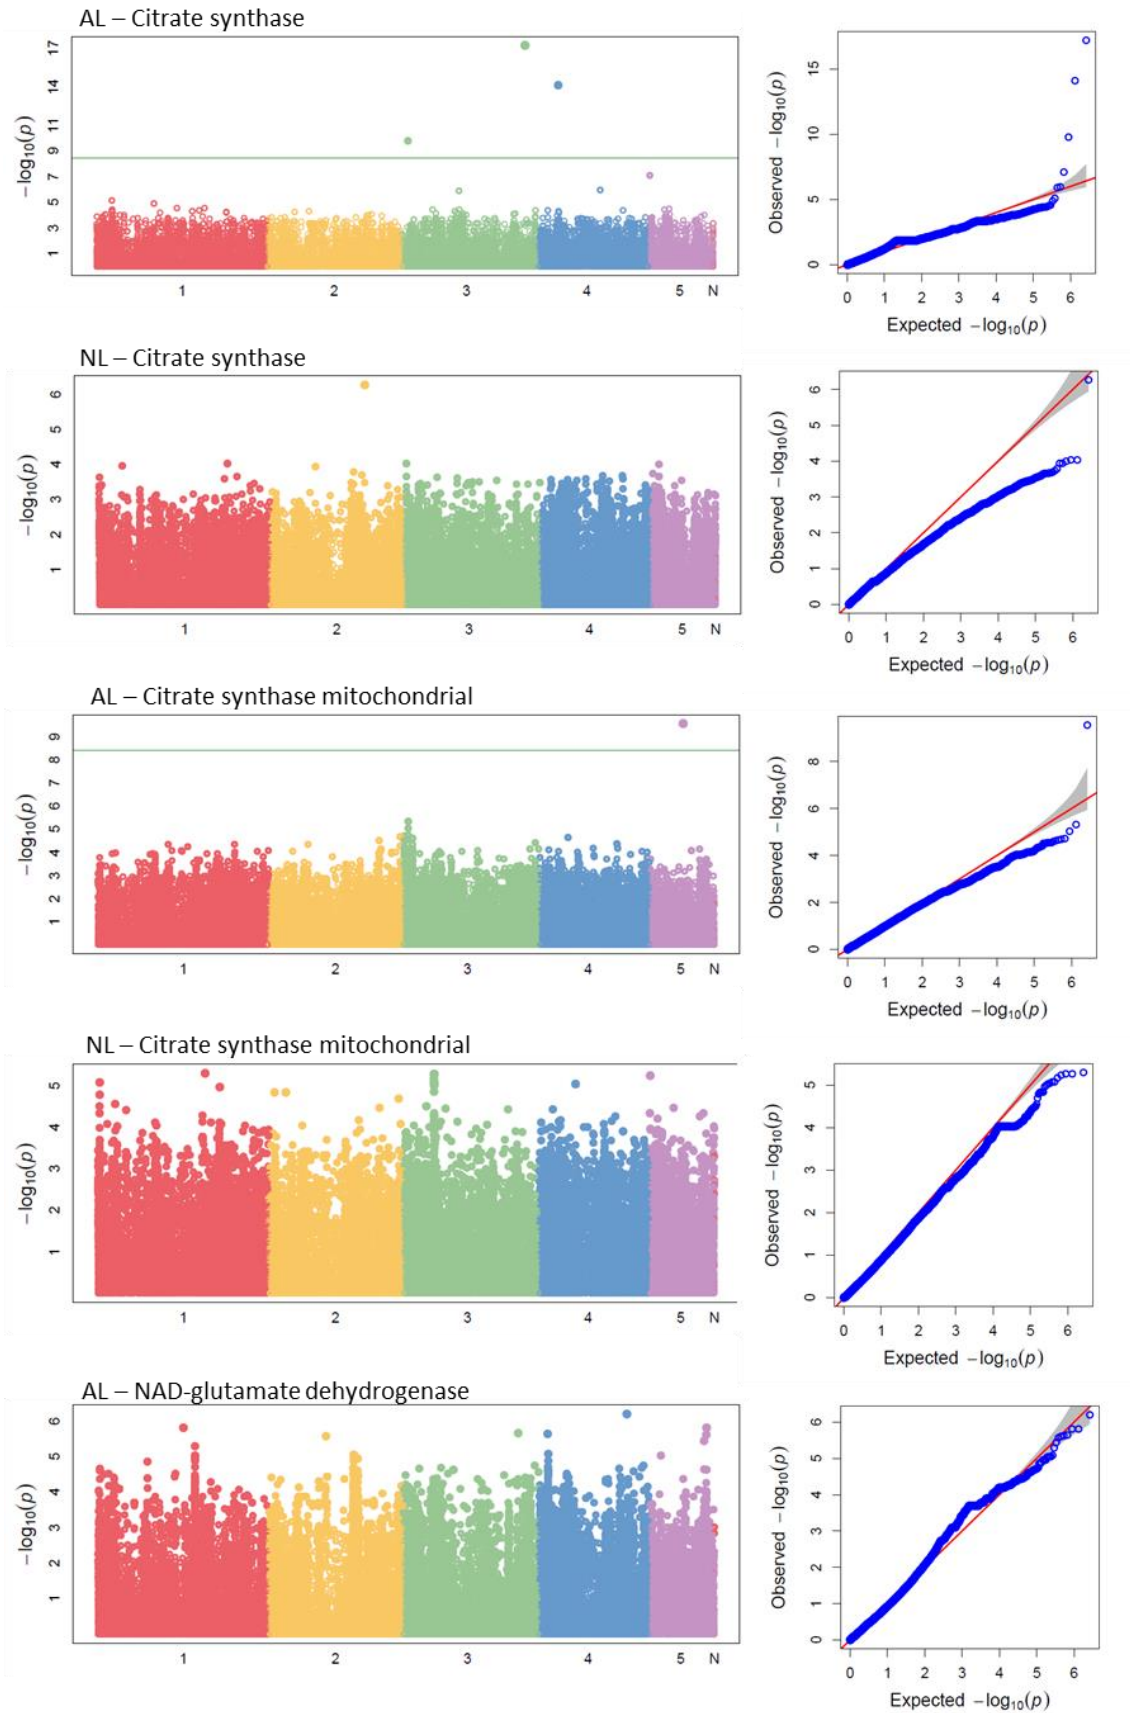 AL – Citrate synthase
17
14
11
9
7
5
3
1
−log10(p)
1 2 3 4 5 N
15
10
5
0
Observed −log10(p)
0 1 2 3 4 5 6
Expected −log10(p)
NL – Citrate synthase
6
5
4
3
2
1
−log10(p)
1 2 3 4 5 N
6
5
4
3
2
1
0
Observed −log10(p)
0 1 2 3 4 5 6
Expected −log10(p)
AL – Citrate synthase mitochondrial
9
8
7
6
5
4
3
2
1
−log10(p)
1 2 3 4 5 N
8
6
4
2
0
Observed −log10(p)
0 1 2 3 4 5 6
Expected −log10(p)
NL – Citrate synthase mitochondrial
5
4
3
2
1
−log10(p)
1 2 3 4 5 N
5
4
3
2
1
0
Observed −log10(p)
0 1 2 3 4 5 6
Expected −log10(p)
AL – NAD-glutamate dehydrogenase
6
5
4
3
2
1
−log10(p)
1 2 3 4 5 N
6
5
4
3
2
1
0
Observed −log10(p)
0 1 2 3 4 5 6
Expected −log10(p)